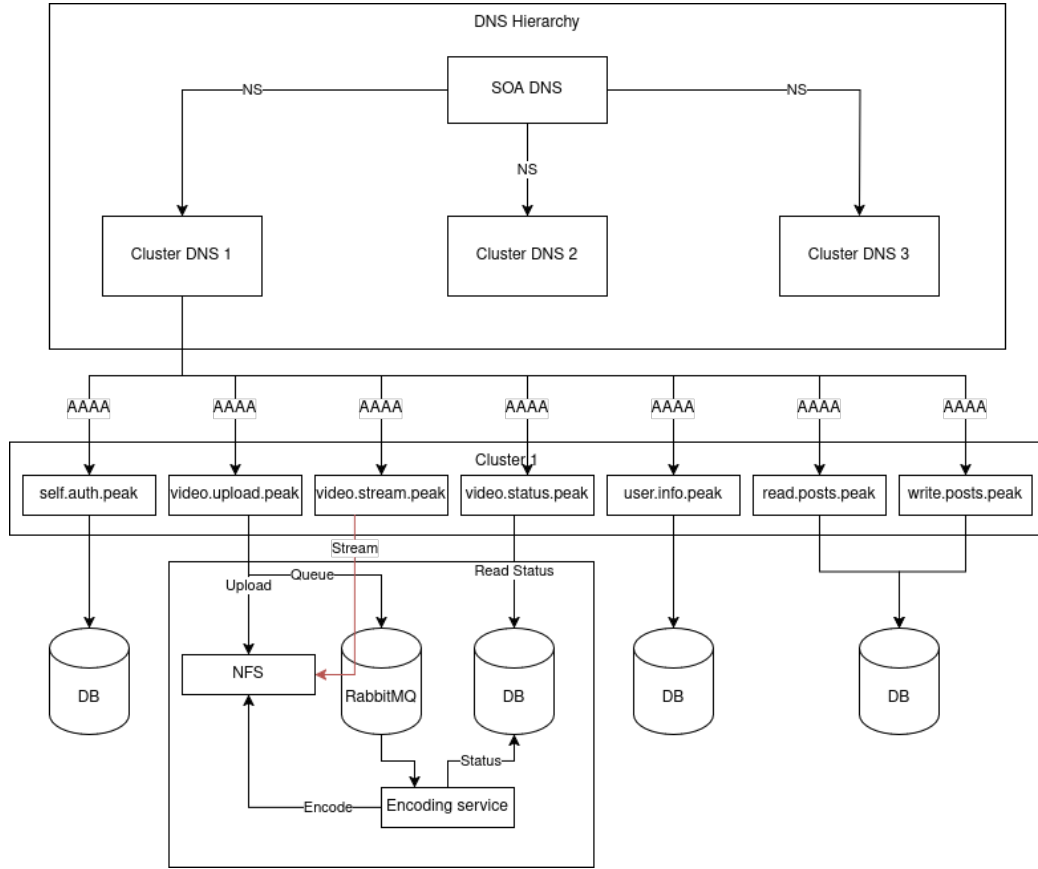 DNS Hierarchy
SOA DNS
NS
NS
NS
Cluster DNS 1
Cluster DNS 2
Cluster DNS 3
AAAA
AAAA
AAAA
AAAA
AAAA
AAAA
AAAA
Cluster 1
self.auth.peak
video.upload.peak
video.stream.peak
video.status.peak
user.info.peak
read.posts.peak
write.posts.peak
Stream
Queue
Read Status
Upload
NFS
DB
RabbitMQ
DB
DB
DB
Status
Encode
Encoding service